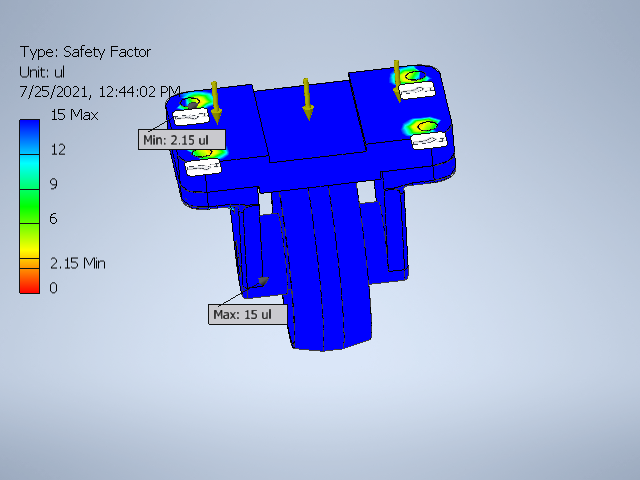 Type: Safety Factor
Unit: ul
7/25/2021, 12:44:02 PM
15 Max
12
9
6
2.15 Min
0
Min: 2.15 ul
Max: 15 ul